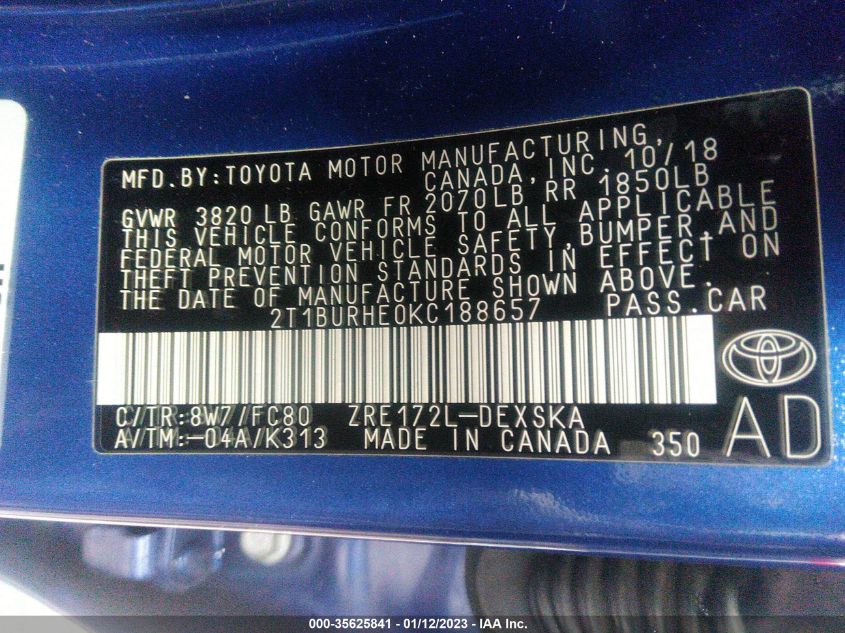 MFD.BY:TOYOTA MOTOR MANUFACTURING,
CANADA, INC. 10/18
GVWR 3820 LB GAWR FR 2070LB RR 1850LB
THIS VEHICLE CONFORMS TO ALL APPLICABLE
FEDERAL MOTOR VEHICLE SAFETY,BUMPER,AND
THEFT PREVENTION STANDARDS IN EFFECT ON
THE DATE OF MANUFACTURE SHOWN ABOVE.
2T1BURHE0KC188657 PASS.CAR
C/TR:8W7/FC80 ZRE172L-DEXSKA
A/TM:-04A/K313 MADE IN CANADA 350 AD
000-35625841 - 01/12/2023 - IAA Inc.